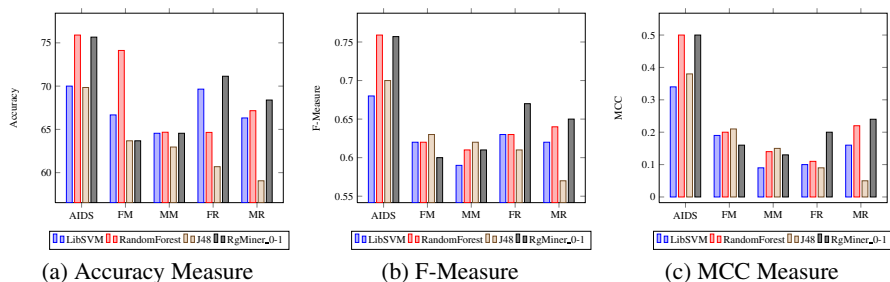 75
70
65
60
Accuracy
AIDS FM MM FR MR
LibSVM RandomForest J48 RgMiner_0-1
(a) Accuracy Measure
0.75
0.7
0.65
0.6
0.55
F-Measure
AIDS FM MM FR MR
LibSVM RandomForest J48 RgMiner_0-1
(b) F-Measure
0.5
0.4
0.3
0.2
0.1
0
MCC
AIDS FM MM FR MR
LibSVM RandomForest J48 RgMiner_0-1
(c) MCC Measure